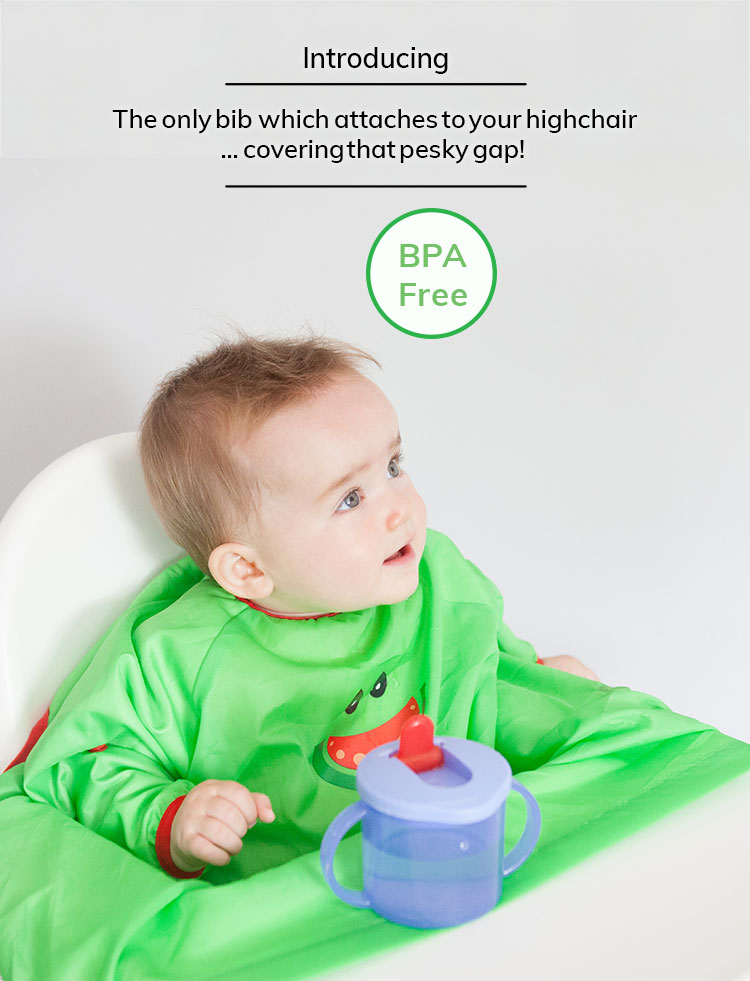 Introducing
The only bib which attaches to your highchair
... covering that pesky gap!
BPA
Free